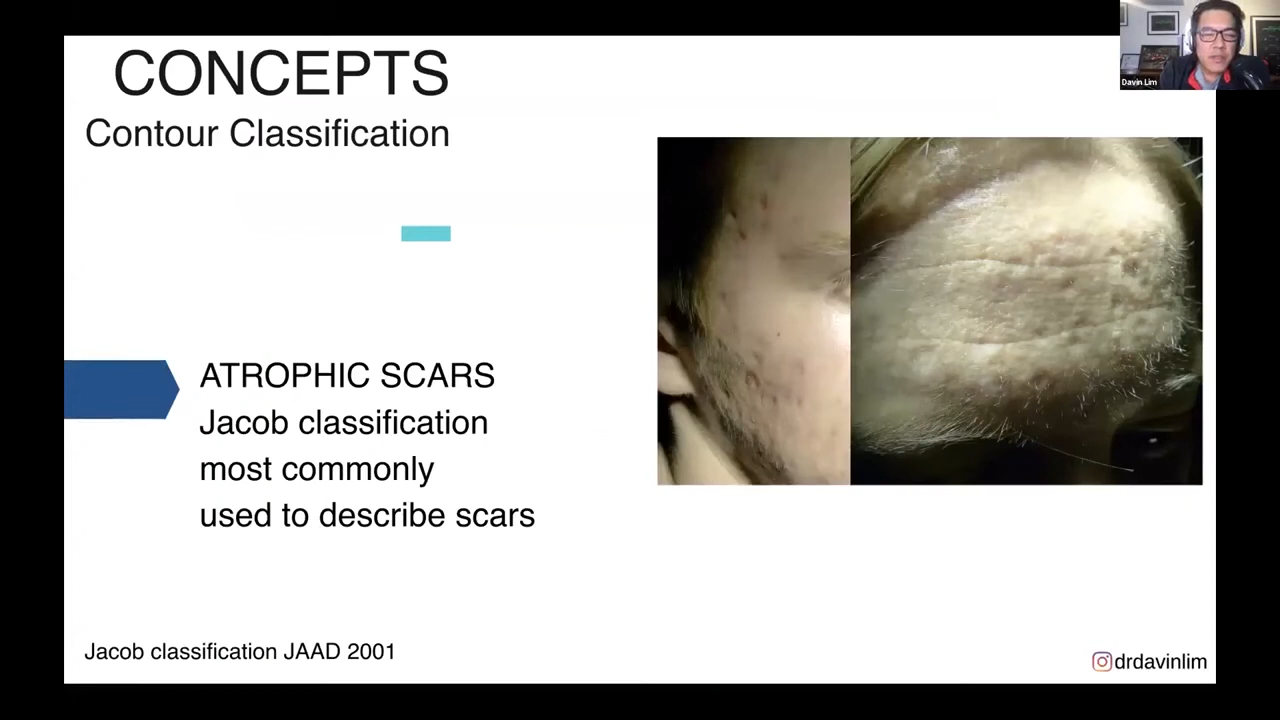 CONCEPTS
Contour Classification
ATROPHIC SCARS
Jacob classification
most commonly
used to describe scars
Jacob classification JAAD 2001
drdavinlim
Davin Lim